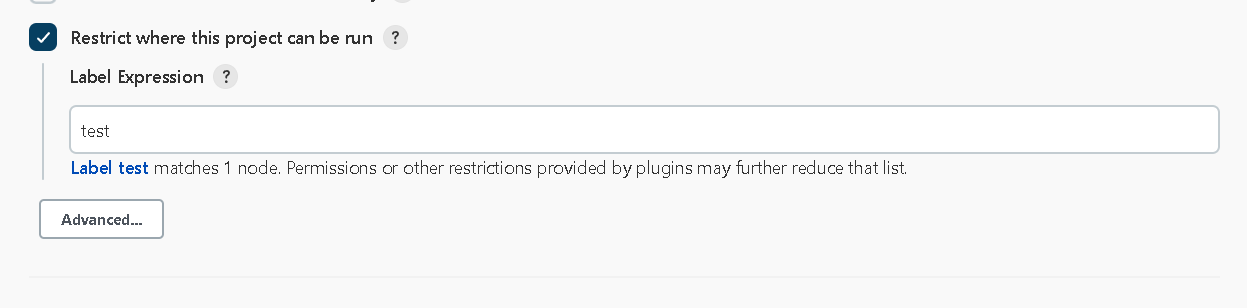 Restrict where this project can be run ?
Label Expression ?
test
Label test matches 1 node. Permissions or other restrictions provided by plugins may further reduce that list.
Advanced...